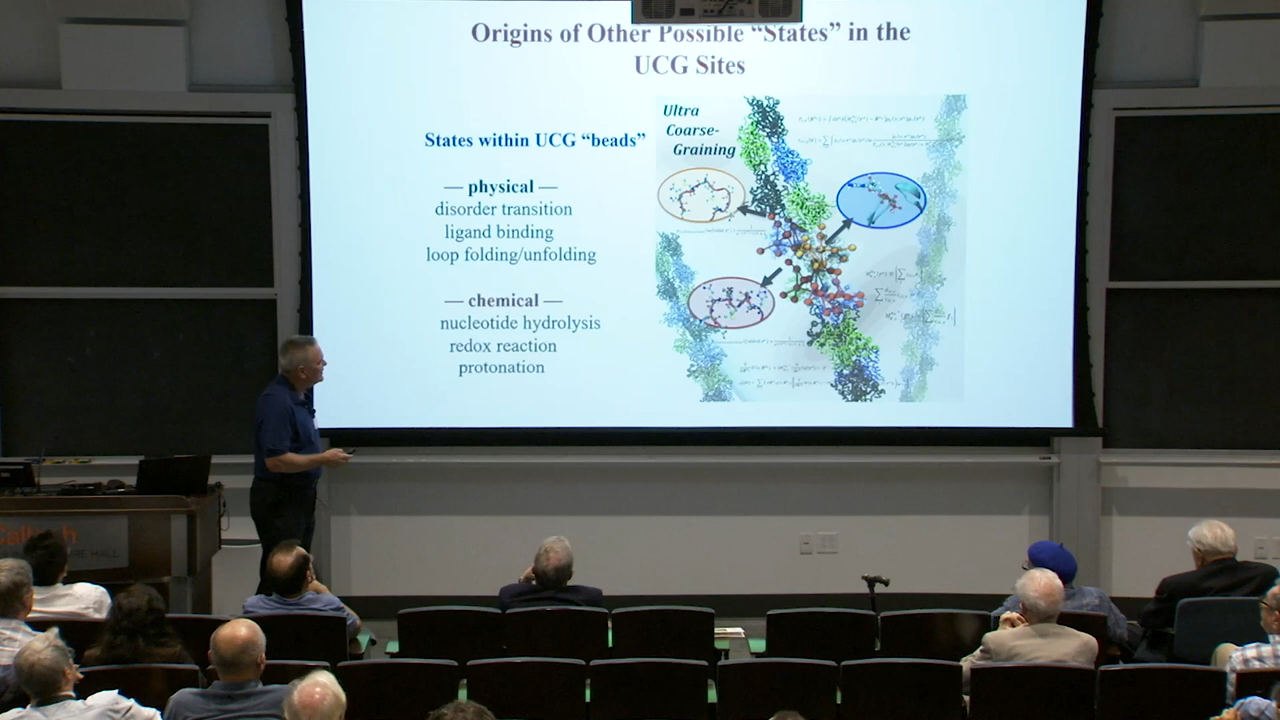 Origins of Other Possible “States” in the
UCG Sites
States within UCG “beads”
— physical —
disorder transition
ligand binding
loop folding/unfolding
— chemical —
nucleotide hydrolysis
redox reaction
protonation
Ultra
Coarse-
Graining
HALL